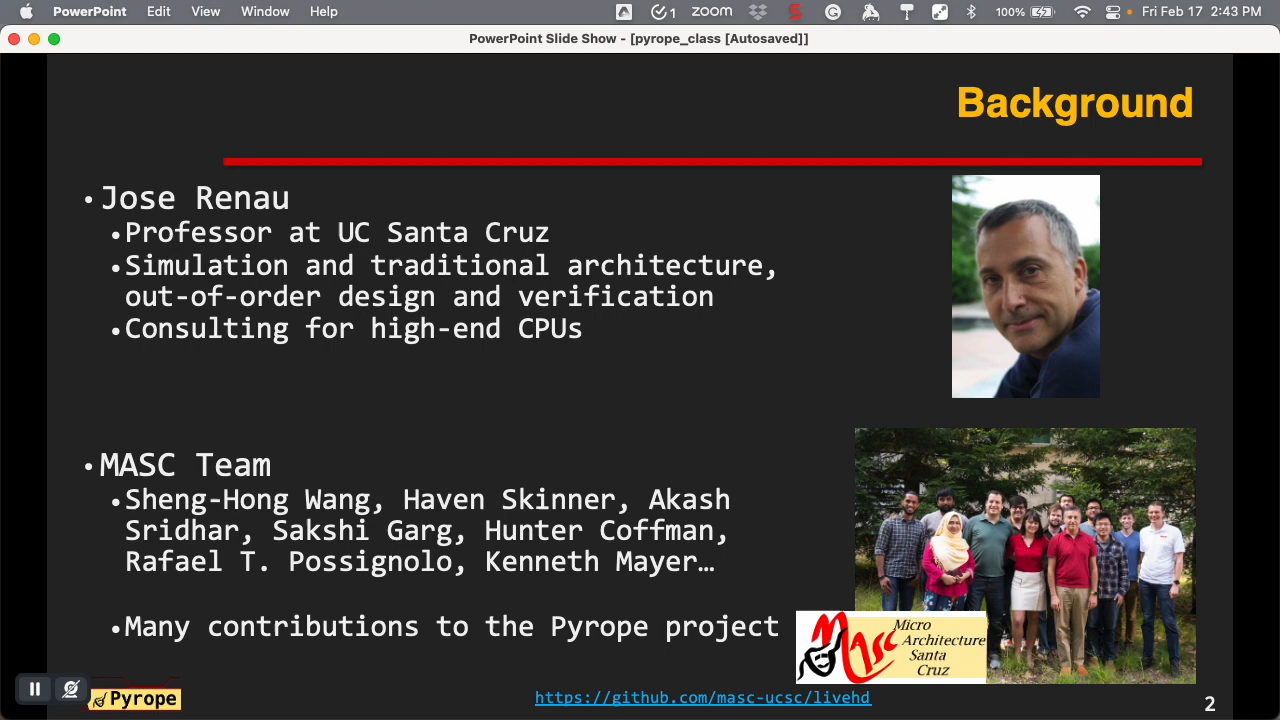 PowerPoint Edit View Window Help 1 zoom 100% Fri Feb 17 2:43 PM
PowerPoint Slide Show - [pyrope_class [Autosaved]]
Background
• Jose Renau
• Professor at UC Santa Cruz
• Simulation and traditional architecture,
out-of-order design and verification
• Consulting for high-end CPUs
• MASC Team
• Sheng-Hong Wang, Haven Skinner, Akash
Sridhar, Sakshi Garg, Hunter Coffman,
Rafael T. Possignolo, Kenneth Mayer…
• Many contributions to the Pyrope project
Masc
Micro
Architecture
Santa
Cruz
Pyrope
https://github.com/masc-ucsc/livehd
2